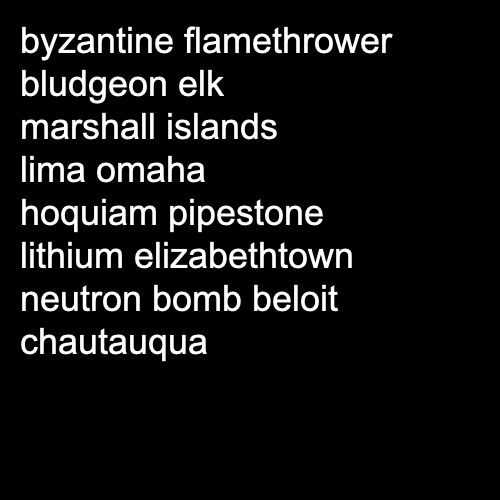 byzantine flamethrower
bludgeon elk
marshall islands
lima omaha
hoquiam pipestone
lithium elizabethtown
neutron bomb beloit
chautauqua